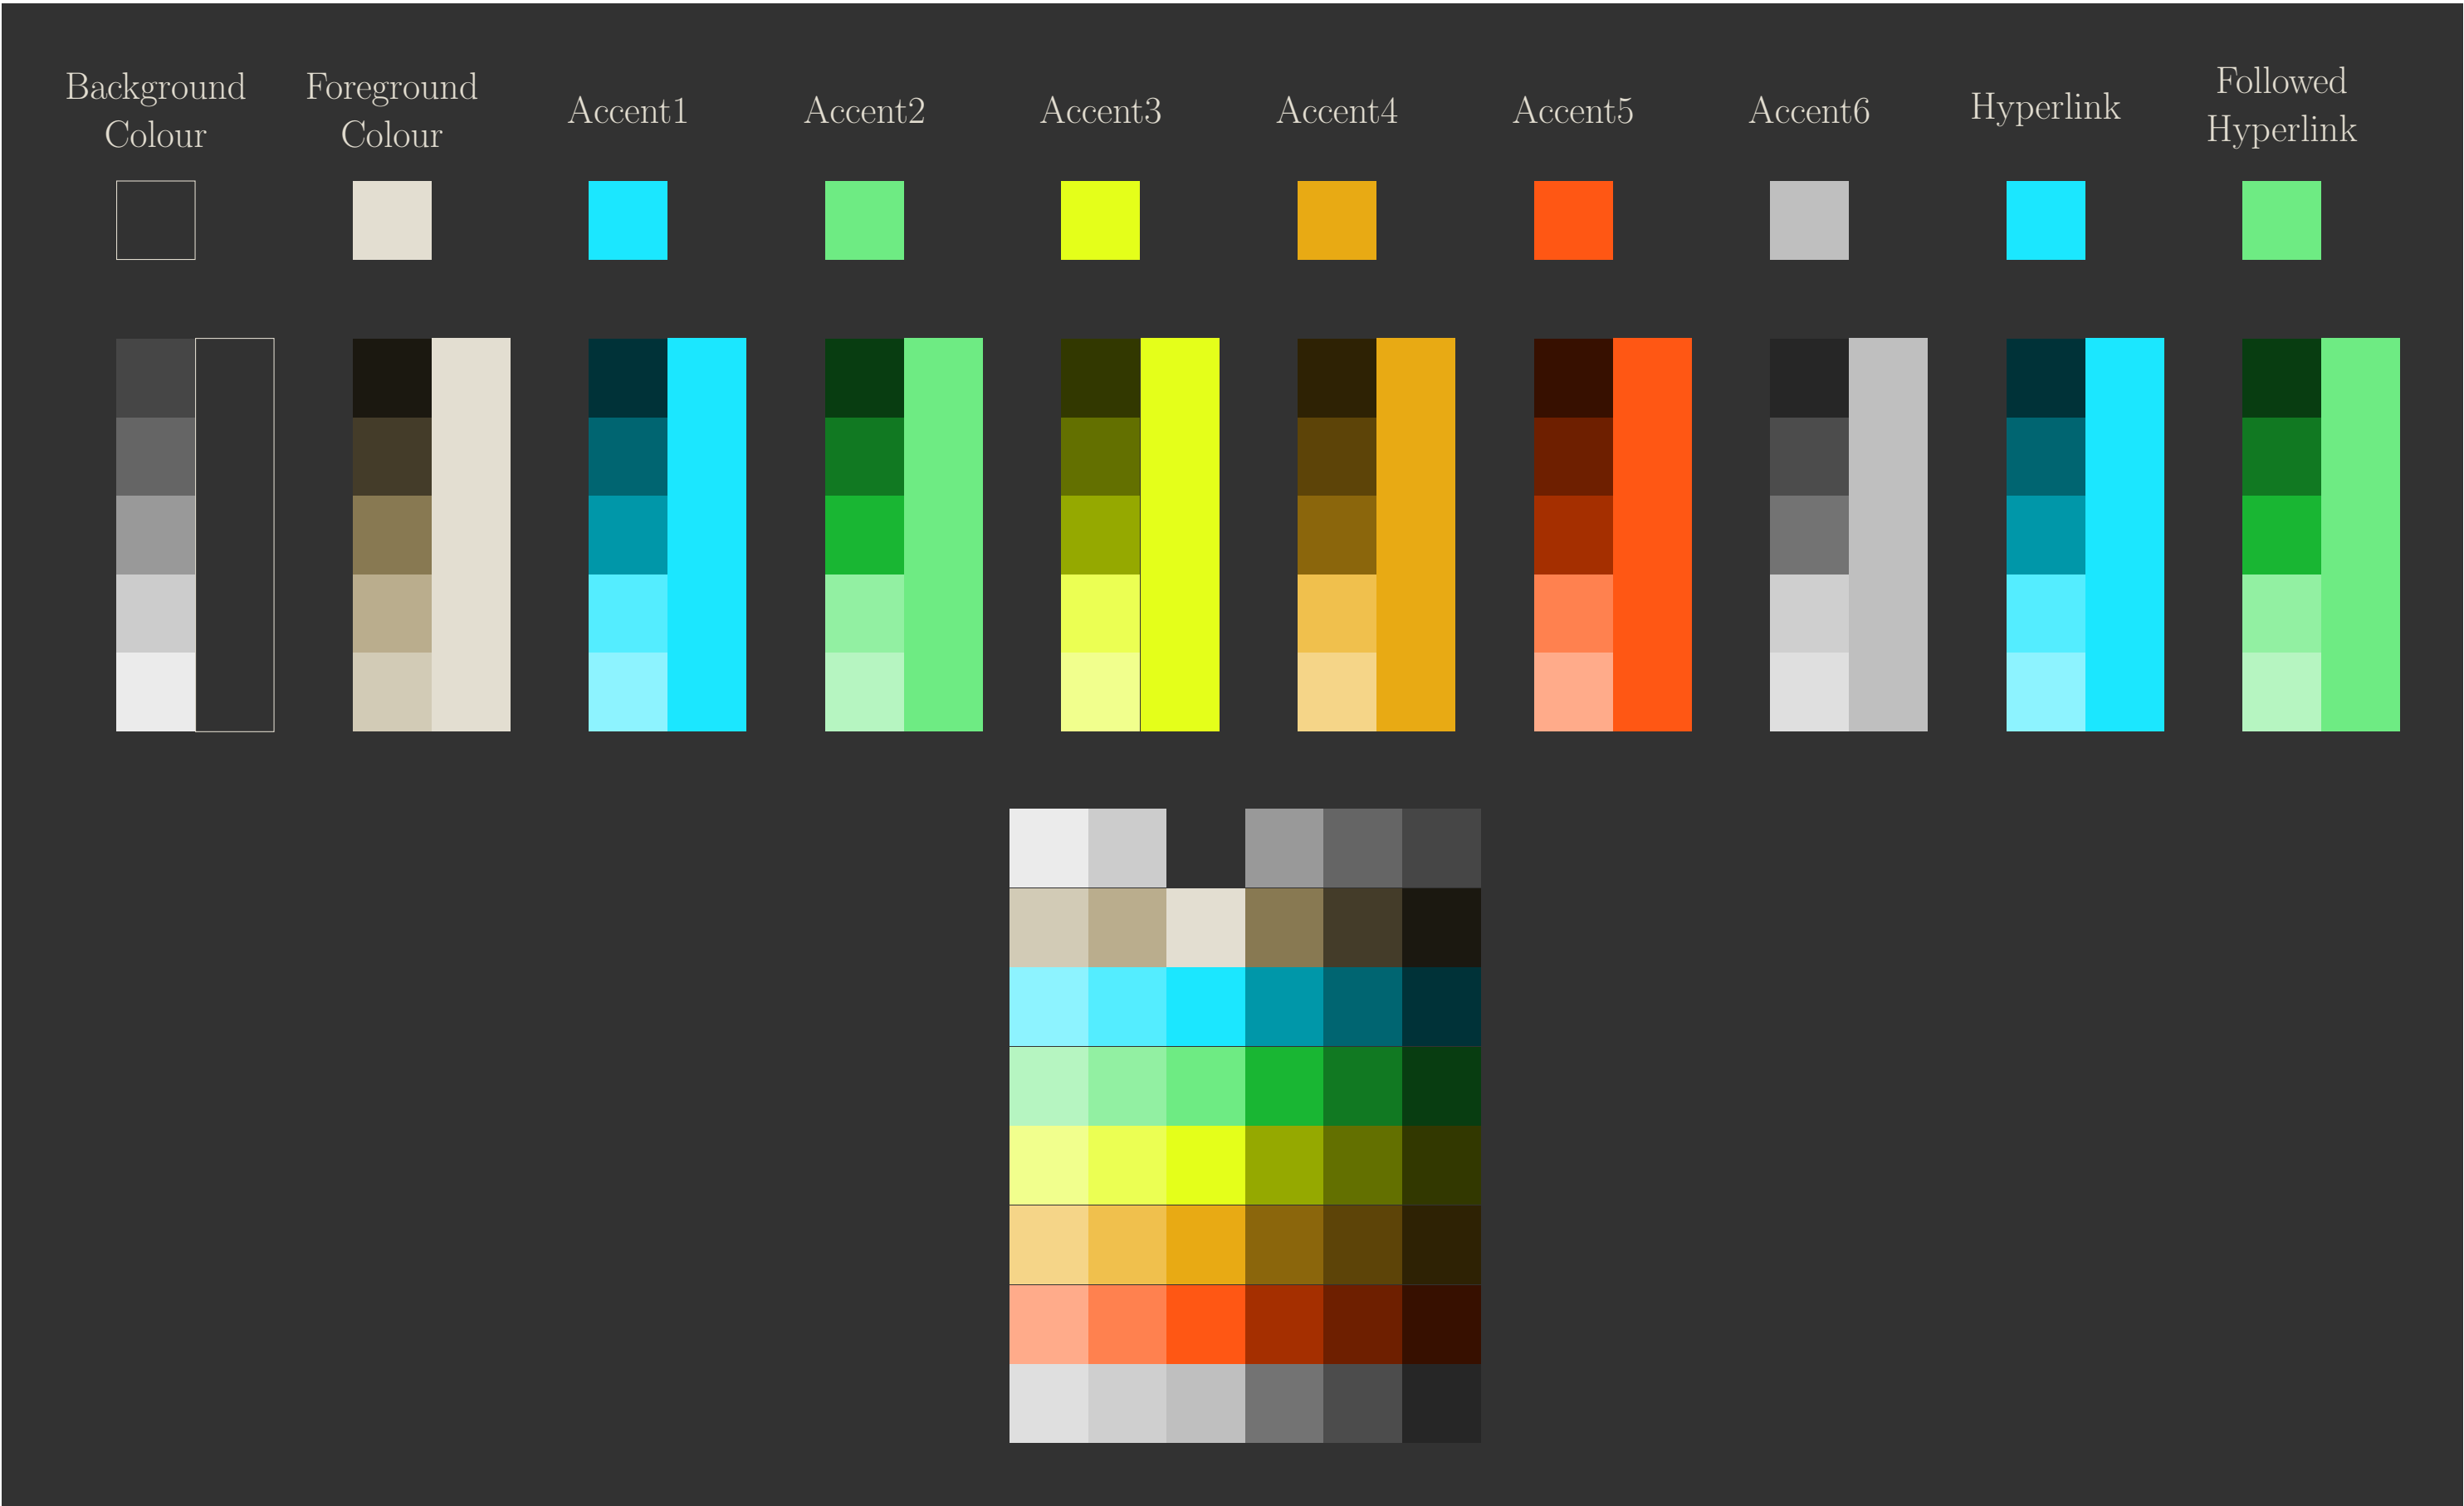 Background
Colour
Foreground
Colour
Accent1
Accent2
Accent3
Accent4
Accent5
Accent6
Hyperlink
Followed
Hyperlink